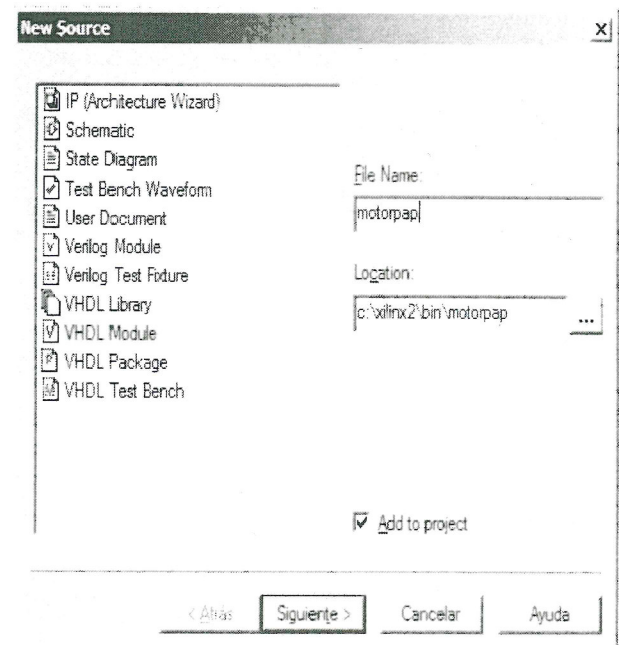 New Source
x
IP (Architecture Wizard)
Schematic
State Diagram
Test Bench Waveform
User Document
Verilog Module
Verilog Test Fixture
VHDL Library
VHDL Module
VHDL Package
VHDL Test Bench
File Name:
motorpap
Location:
c:\xilinx2\bin\motorpap
...
Add to project
< Atrás
Siguiente >
Cancelar
Ayuda